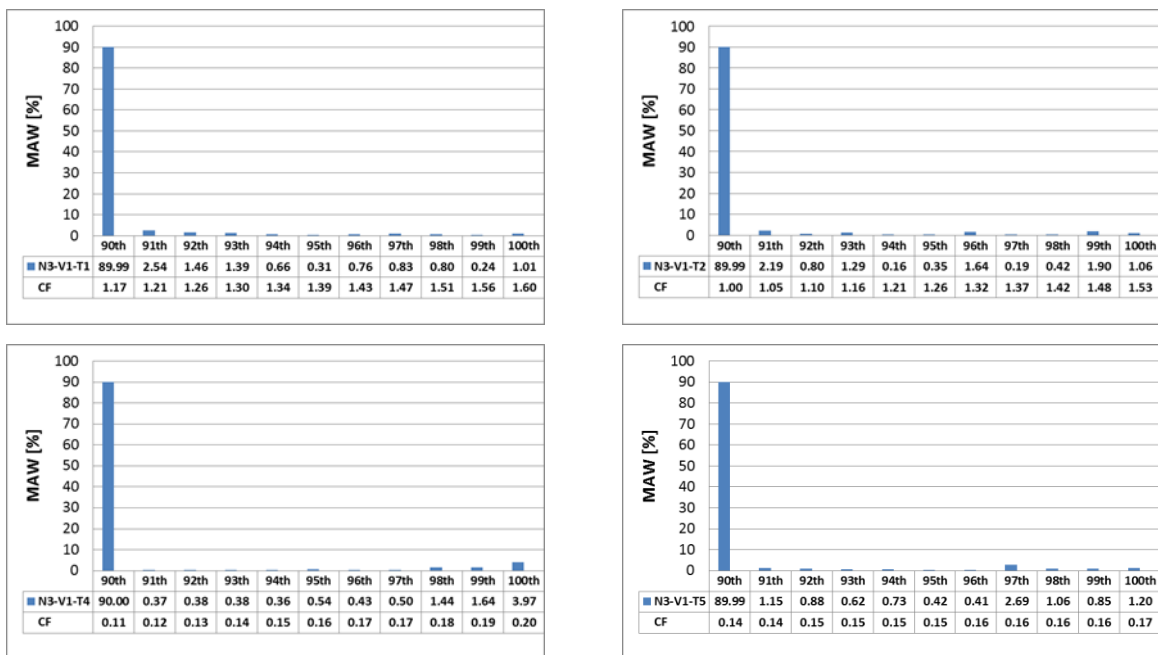 100
90
80
70
60
50
40
30
20
10
0
MAW [%]
90th 91th 92th 93th 94th 95th 96th 97th 98th 99th 100th
N3-V1-T1 89.99 2.54 1.46 1.39 0.66 0.31 0.76 0.83 0.80 0.24 1.01
CF 1.17 1.21 1.26 1.30 1.34 1.39 1.43 1.47 1.51 1.56 1.60
100
90
80
70
60
50
40
30
20
10
0
MAW [%]
90th 91th 92th 93th 94th 95th 96th 97th 98th 99th 100th
N3-V1-T2 89.99 2.19 0.80 1.29 0.16 0.35 1.64 0.19 0.42 1.90 1.06
CF 1.00 1.05 1.10 1.16 1.21 1.26 1.32 1.37 1.42 1.48 1.53
100
90
80
70
60
50
40
30
20
10
0
MAW [%]
90th 91th 92th 93th 94th 95th 96th 97th 98th 99th 100th
N3-V1-T4 90.00 0.37 0.38 0.38 0.36 0.54 0.43 0.50 1.44 1.64 3.97
CF 0.11 0.12 0.13 0.14 0.15 0.16 0.17 0.17 0.18 0.19 0.20
100
90
80
70
60
50
40
30
20
10
0
MAW [%]
90th 91th 92th 93th 94th 95th 96th 97th 98th 99th 100th
N3-V1-T5 89.99 1.15 0.88 0.62 0.73 0.42 0.41 2.69 1.06 0.85 1.20
CF 0.14 0.14 0.15 0.15 0.15 0.15 0.16 0.16 0.16 0.16 0.17